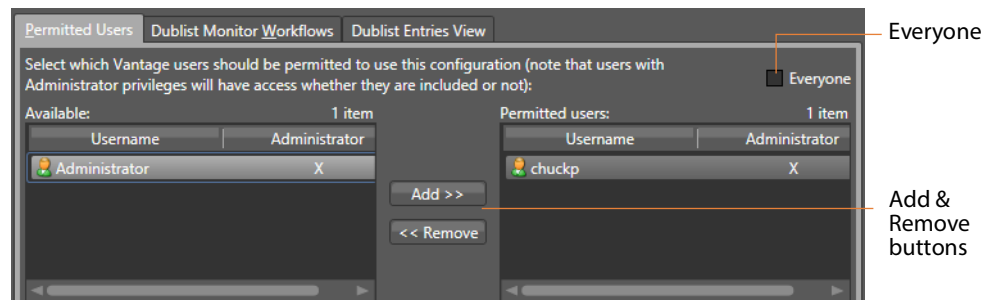 Permitted Users Dublist Monitor Workflows Dublist Entries View
Everyone
Select which Vantage users should be permitted to use this configuration (note that users with
Administrator privileges will have access whether they are included or not):
Everyone
Available: 1 item
Permitted users: 1 item
Username Administrator
Username Administrator
Administrator X
chuckp X
Add >>
<< Remove
Add &
Remove
buttons